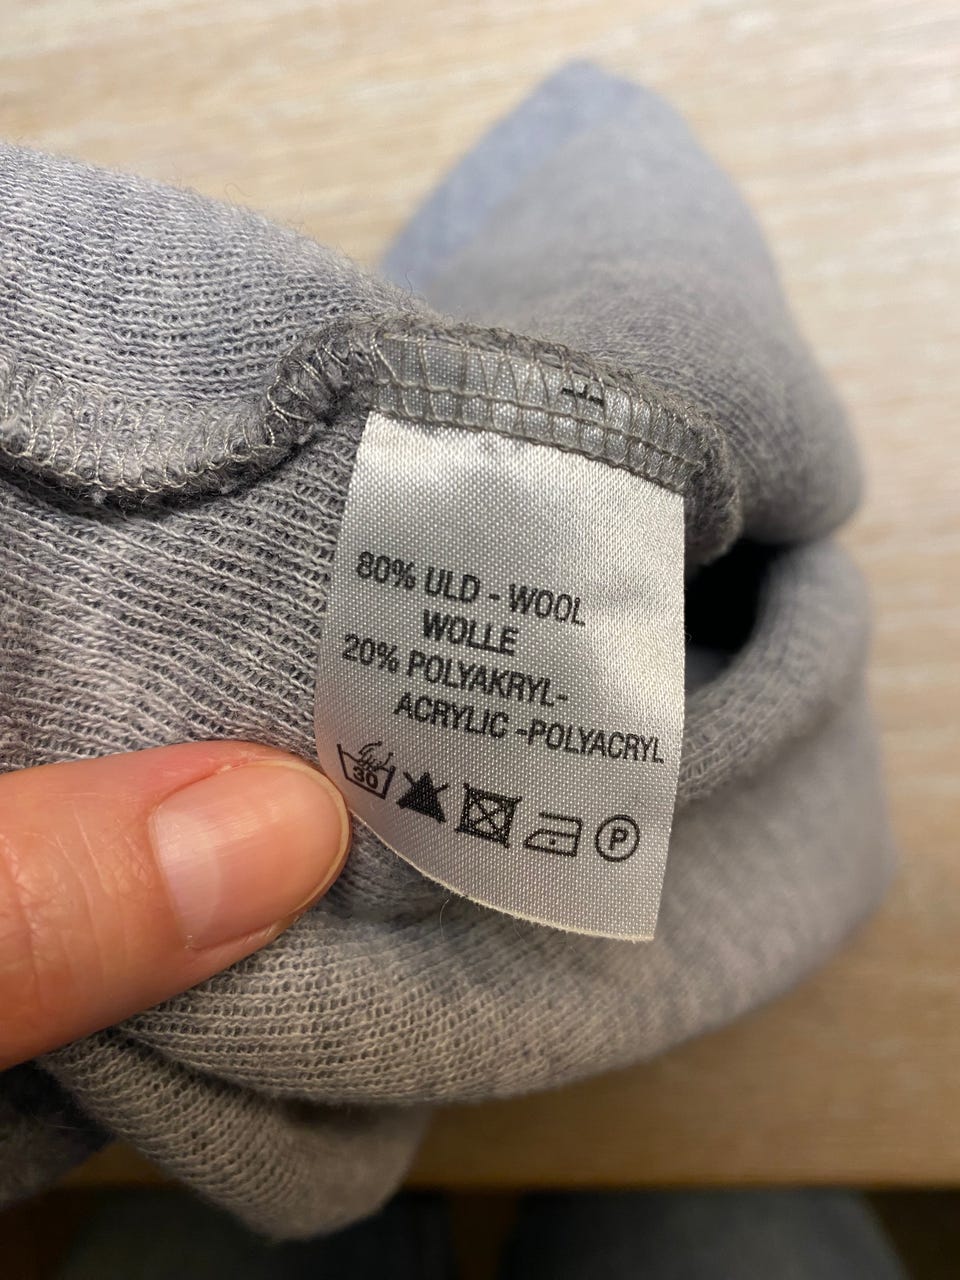 80% ULD - WOOL
WOLLE
20% POLYAKRYL-
ACRYLIC -POLYACRYL
30
P